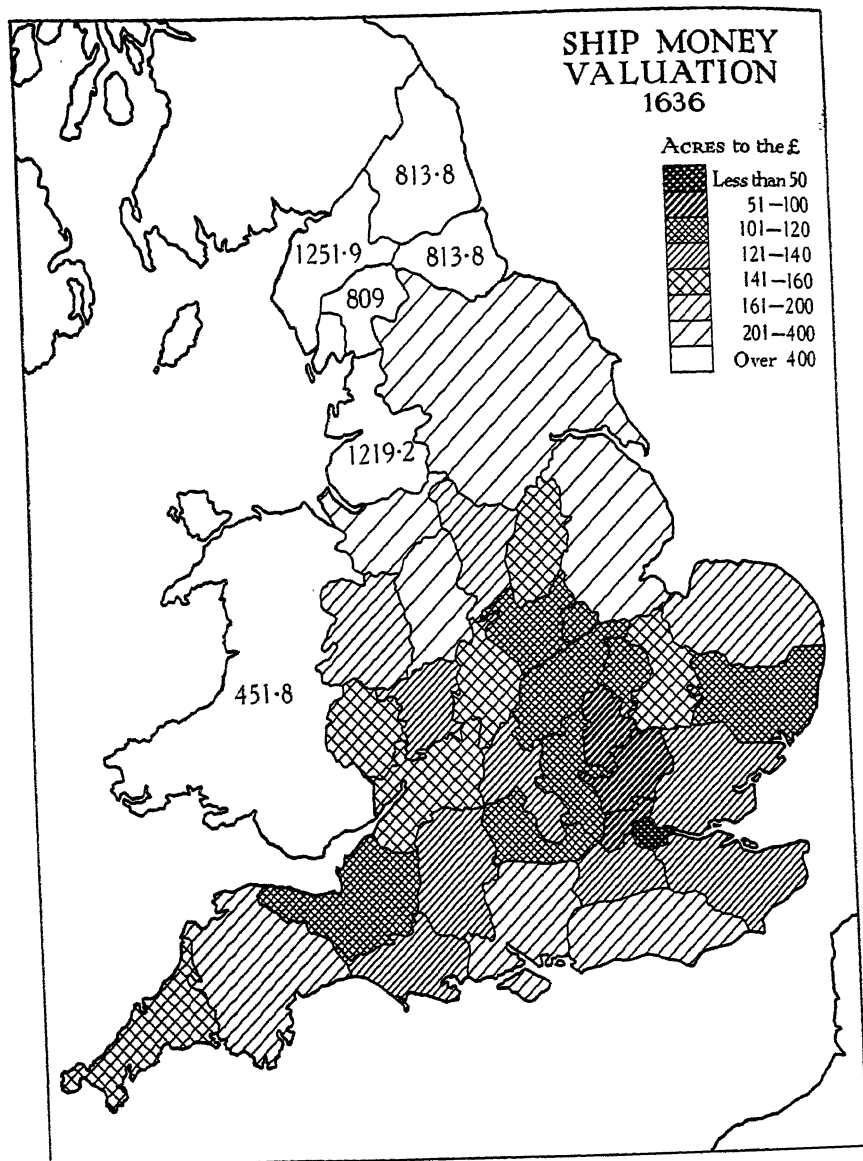 SHIP MONEY
VALUATION
1636
ACRES to the £
Less than 50
51—100
101—120
121—140
141—160
161—200
201—400
Over 400
813·8
1251·9
813·8
809
1219·2
451·8